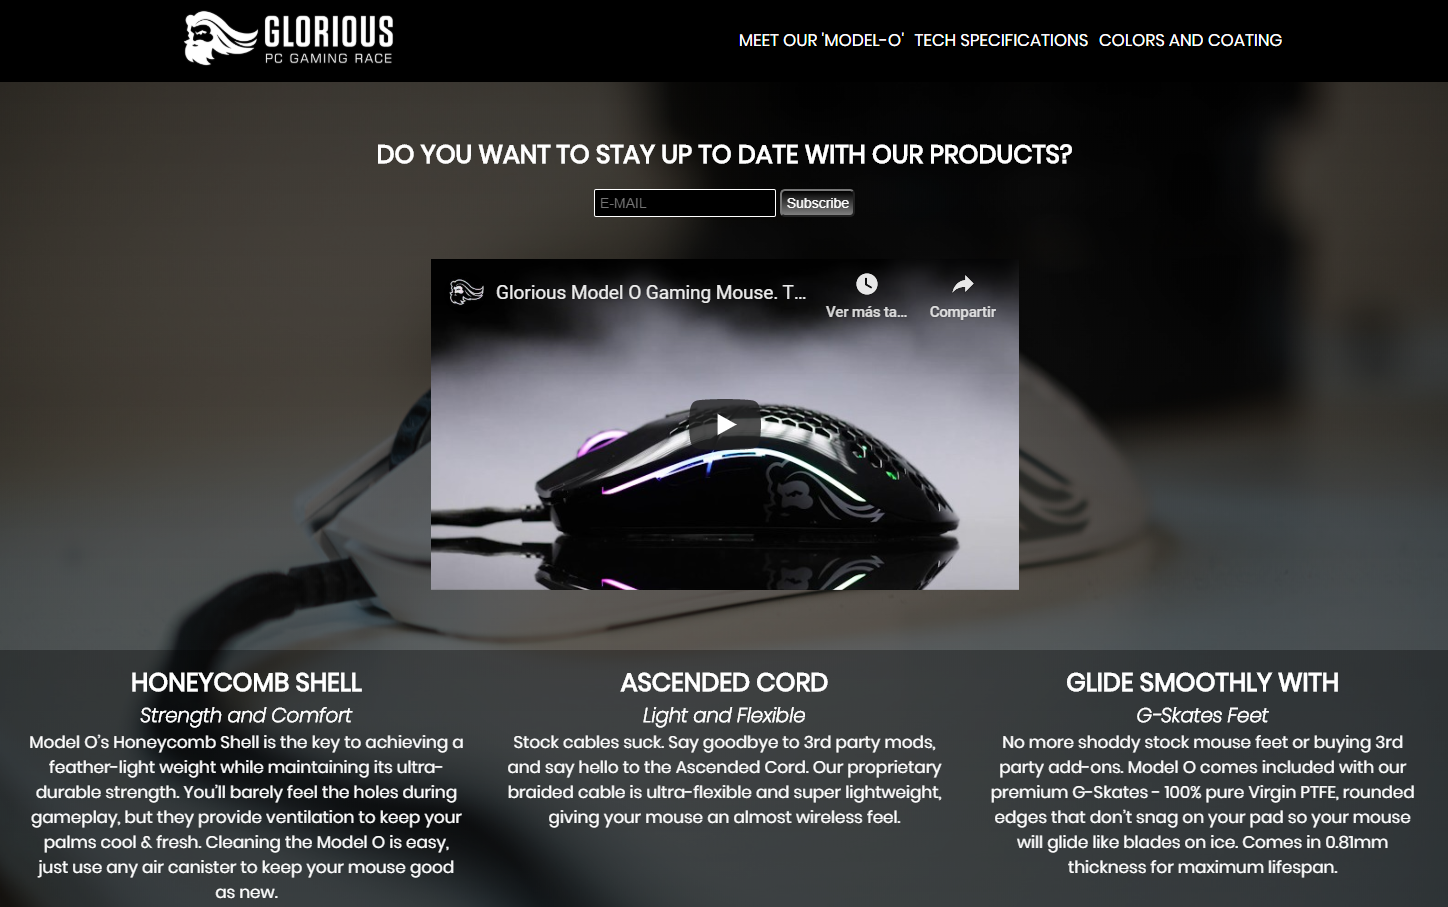 GLORIOUS
PC GAMING RACE
MEET OUR 'MODEL-O' TECH SPECIFICATIONS COLORS AND COATING
DO YOU WANT TO STAY UP TO DATE WITH OUR PRODUCTS?
E-MAIL Subscribe
Glorious Model O Gaming Mouse. T...
Ver más ta... Compartir
HONEYCOMB SHELL
Strength and Comfort
Model O's Honeycomb Shell is the key to achieving a
feather-light weight while maintaining its ultra-
durable strength. You'll barely feel the holes during
gameplay, but they provide ventilation to keep your
palms cool & fresh. Cleaning the Model O is easy,
just use any air canister to keep your mouse good
as new.
ASCENDED CORD
Light and Flexible
Stock cables suck. Say goodbye to 3rd party mods,
and say hello to the Ascended Cord. Our proprietary
braided cable is ultra-flexible and super lightweight,
giving your mouse an almost wireless feel.
GLIDE SMOOTHLY WITH
G-Skates Feet
No more shoddy stock mouse feet or buying 3rd
party add-ons. Model O comes included with our
premium G-Skates - 100% pure Virgin PTFE, rounded
edges that don't snag on your pad so your mouse
will glide like blades on ice. Comes in 0.81mm
thickness for maximum lifespan.